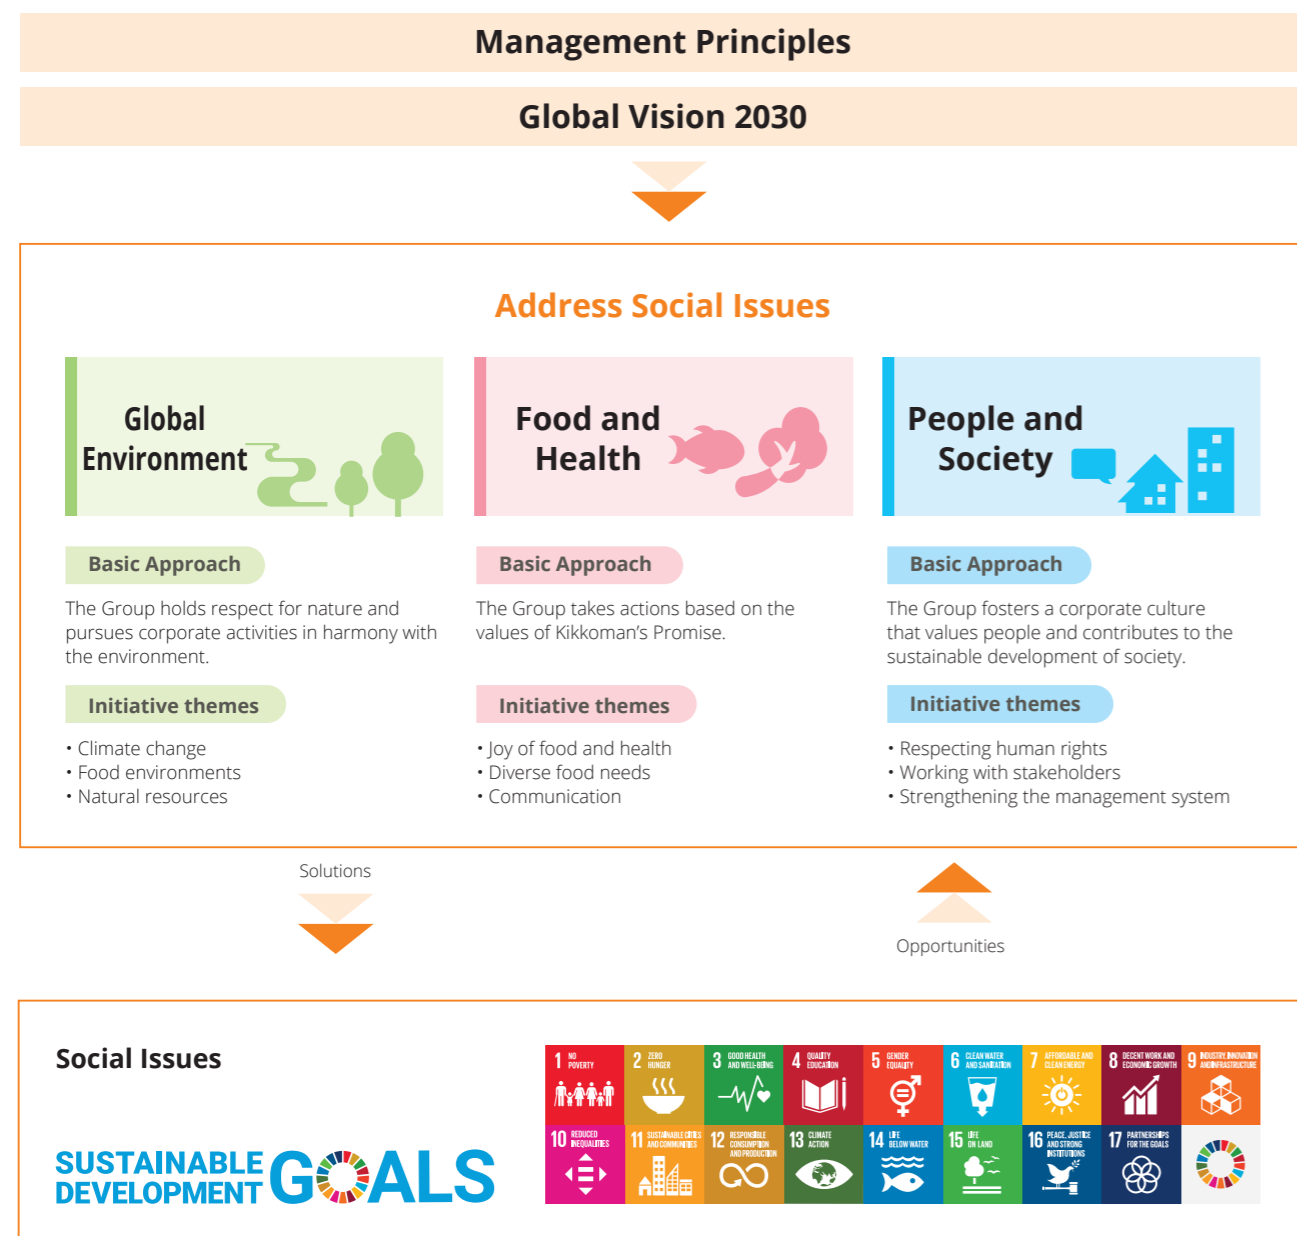 Management Principles
Global Vision 2030
Address Social Issues
Global
Environment
Food and
Health
People and
Society
Basic Approach
The Group holds respect for nature and
pursues corporate activities in harmony with
the environment.
Initiative themes
• Climate change
• Food environments
• Natural resources
Basic Approach
The Group takes actions based on the
values of Kikkoman's Promise.
Initiative themes
• Joy of food and health
• Diverse food needs
• Communication
Basic Approach
The Group fosters a corporate culture
that values people and contributes to the
sustainable development of society.
Initiative themes
• Respecting human rights
• Working with stakeholders
• Strengthening the management system
Solutions
Opportunities
Social Issues
SUSTAINABLE
DEVELOPMENT
GOALS
1 NO
POVERTY
2 ZERO
HUNGER
3 GOOD HEALTH
AND WELL-BEING
4 QUALITY
EDUCATION
5 GENDER
EQUALITY
6 CLEAN WATER
AND SANITATION
7 AFFORDABLE AND
CLEAN ENERGY
8 DECENT WORK AND
ECONOMIC GROWTH
9 INDUSTRY, INNOVATION
AND INFRASTRUCTURE
10 REDUCED
INEQUALITIES
11 SUSTAINABLE CITIES
AND COMMUNITIES
12 RESPONSIBLE
CONSUMPTION
AND PRODUCTION
13 CLIMATE
ACTION
14 LIFE
BELOW WATER
15 LIFE
ON LAND
16 PEACE, JUSTICE
AND STRONG
INSTITUTIONS
17 PARTNERSHIPS
FOR THE GOALS